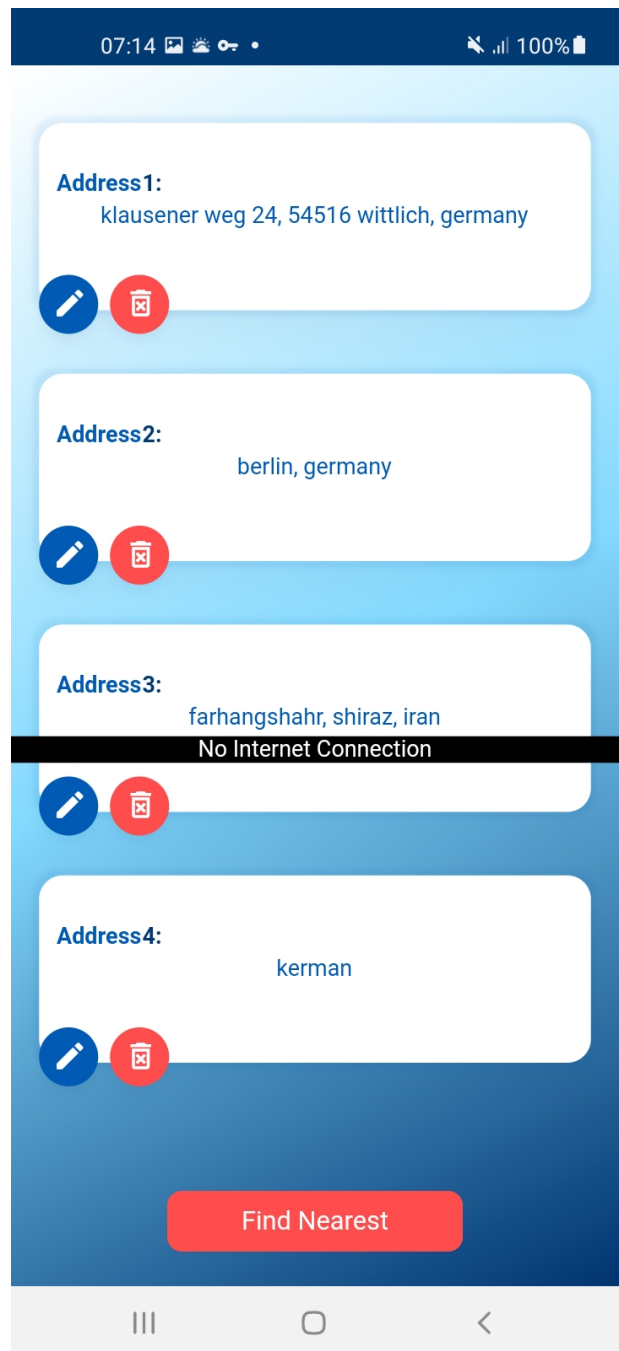 07:14
100%
Address1:
klausener weg 24, 54516 wittlich, germany
Address2:
berlin, germany
Address3:
farhangshahr, shiraz, iran
No Internet Connection
Address4:
kerman
Find Nearest